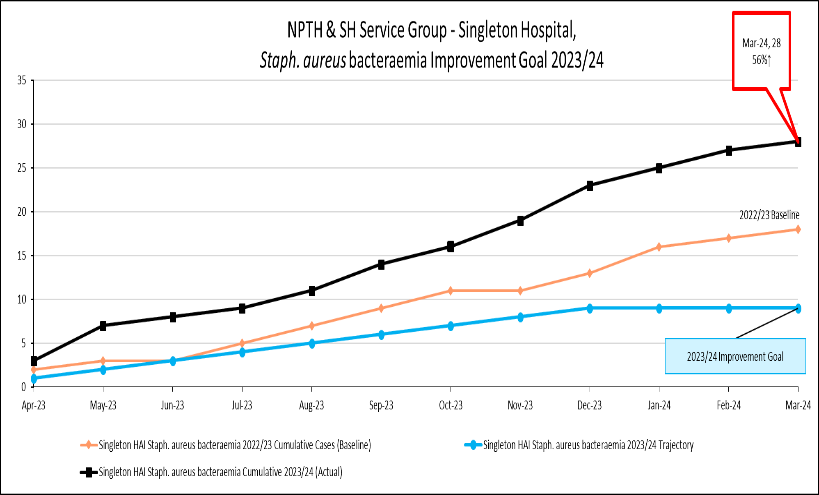 NPTH & SH Service Group - Singleton Hospital,
Staph. aureus bacteraemia Improvement Goal 2023/24
Mar-24, 28
56%↑
35
30
25
20
15
10
5
0
2022/23 Baseline
2023/24 Improvement Goal
Apr-23 May-23 Jun-23 Jul-23 Aug-23 Sep-23 Oct-23 Nov-23 Dec-23 Jan-24 Feb-24 Mar-24
Singleton HAI Staph. aureus bacteraemia 2022/23 Cumulative Cases (Baseline)
Singleton HAI Staph. aureus bacteraemia 2023/24 Trajectory
Singleton HAI Staph. aureus bacteraemia Cumulative 2023/24 (Actual)